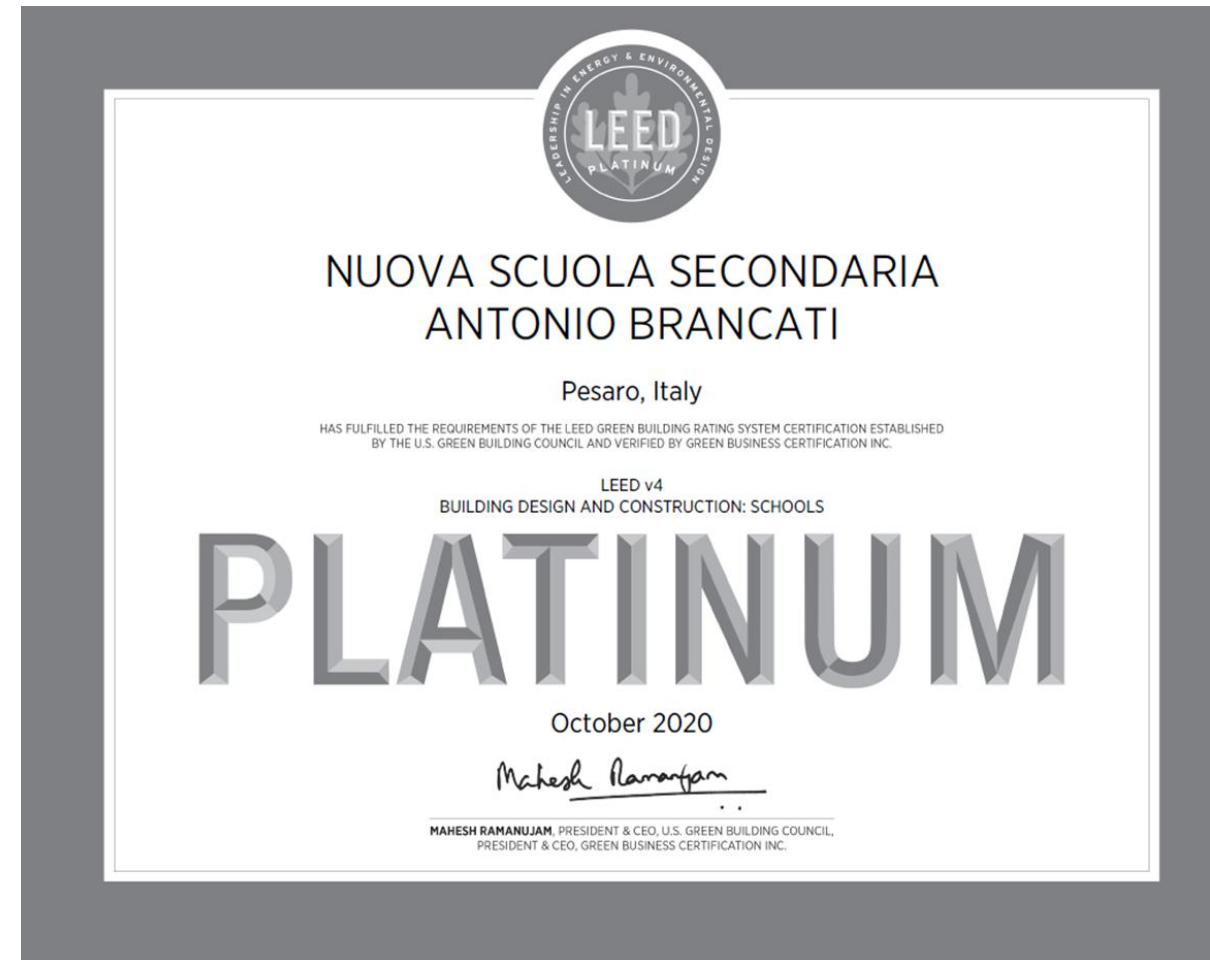 LEADERSHIP IN ENERGY & ENVIRONMENTAL DESIGN
LEED
PLATINUM
NUOVA SCUOLA SECONDARIA
ANTONIO BRANCATI
Pesaro, Italy
HAS FULFILLED THE REQUIREMENTS OF THE LEED GREEN BUILDING RATING SYSTEM CERTIFICATION ESTABLISHED
BY THE U.S. GREEN BUILDING COUNCIL AND VERIFIED BY GREEN BUSINESS CERTIFICATION INC.
LEED v4
BUILDING DESIGN AND CONSTRUCTION: SCHOOLS
PLATINUM
October 2020
Mahesh Ramanujam
MAHESH RAMANUJAM, PRESIDENT & CEO, U.S. GREEN BUILDING COUNCIL,
PRESIDENT & CEO, GREEN BUSINESS CERTIFICATION INC.